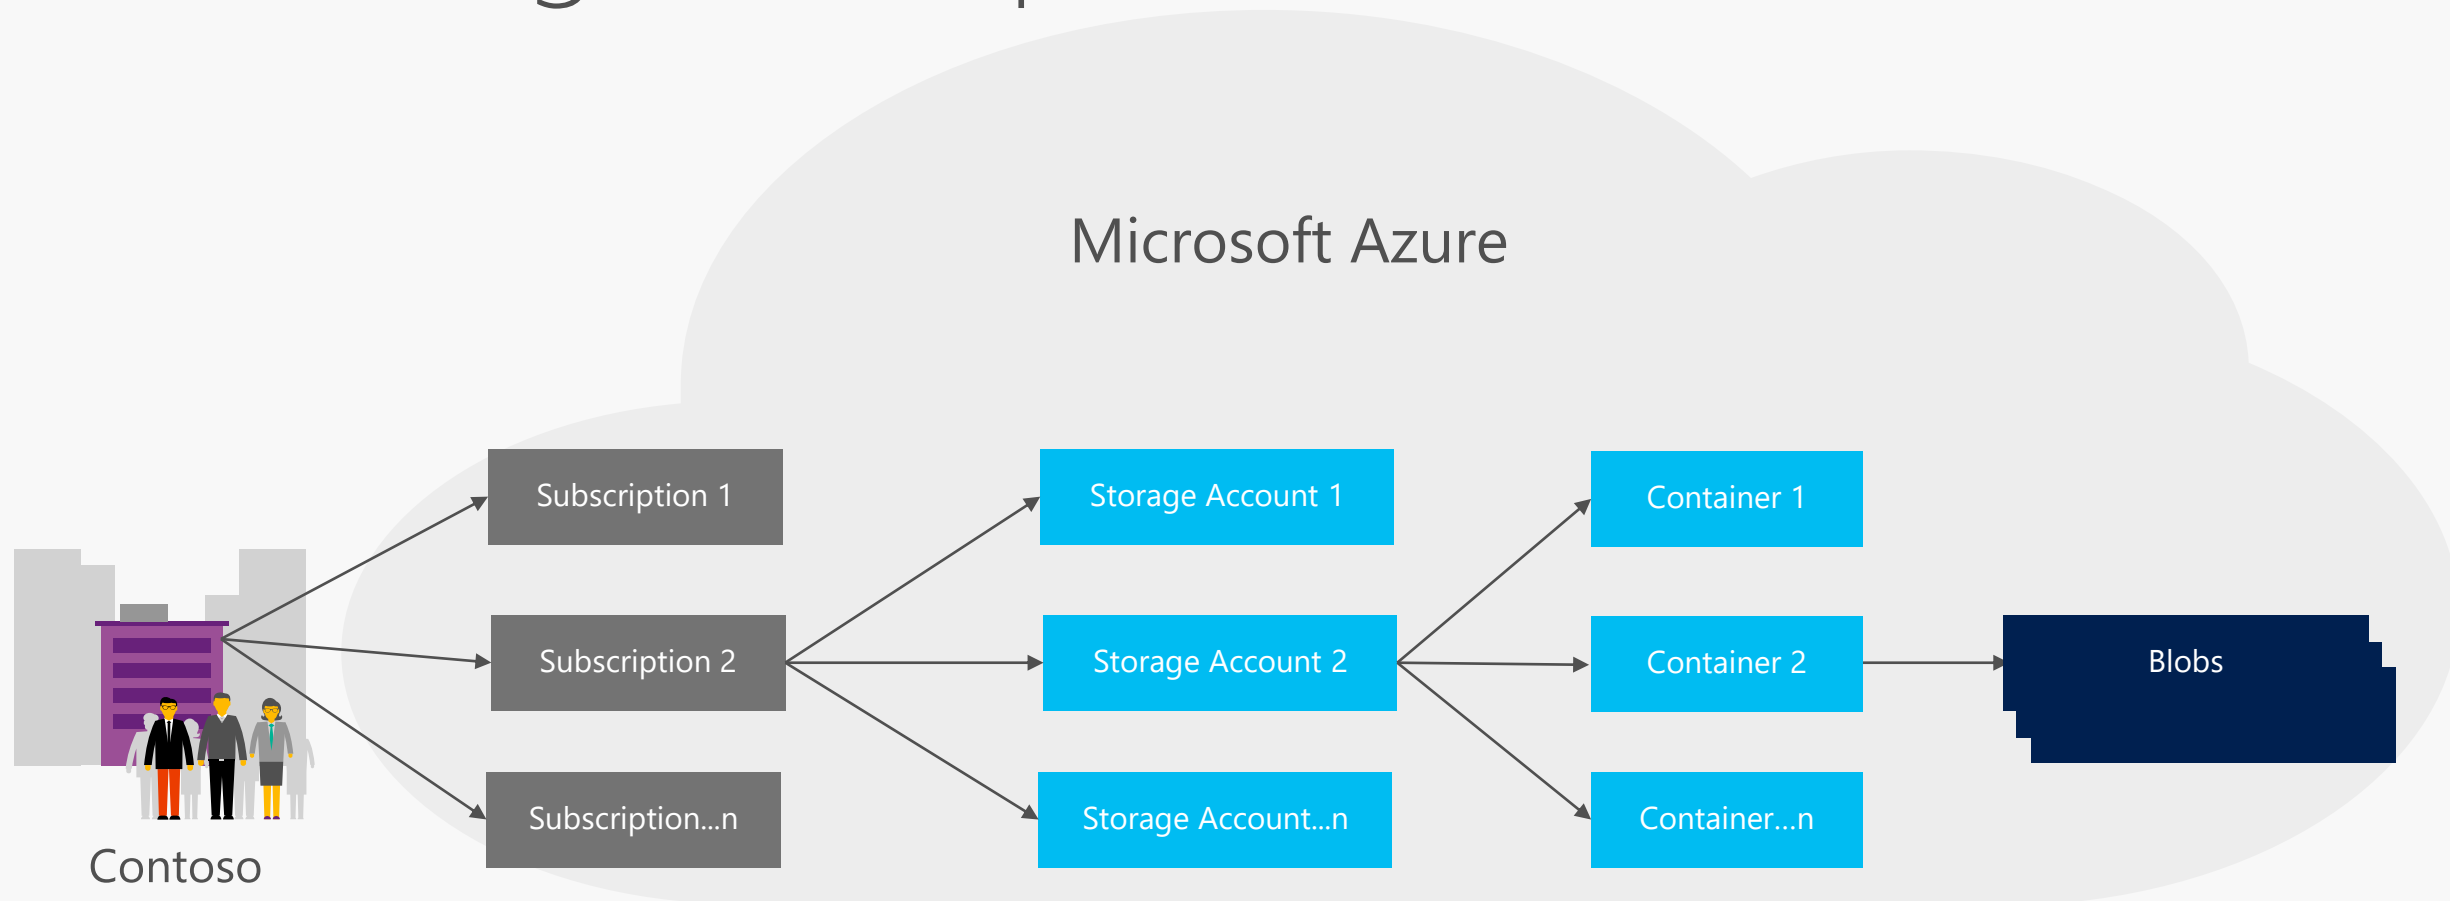 Microsoft Azure
Subscription 1
Storage Account 1
Container 1
Subscription 2
Storage Account 2
Container 2
Blobs
Subscription...n
Storage Account...n
Container...n
Contoso